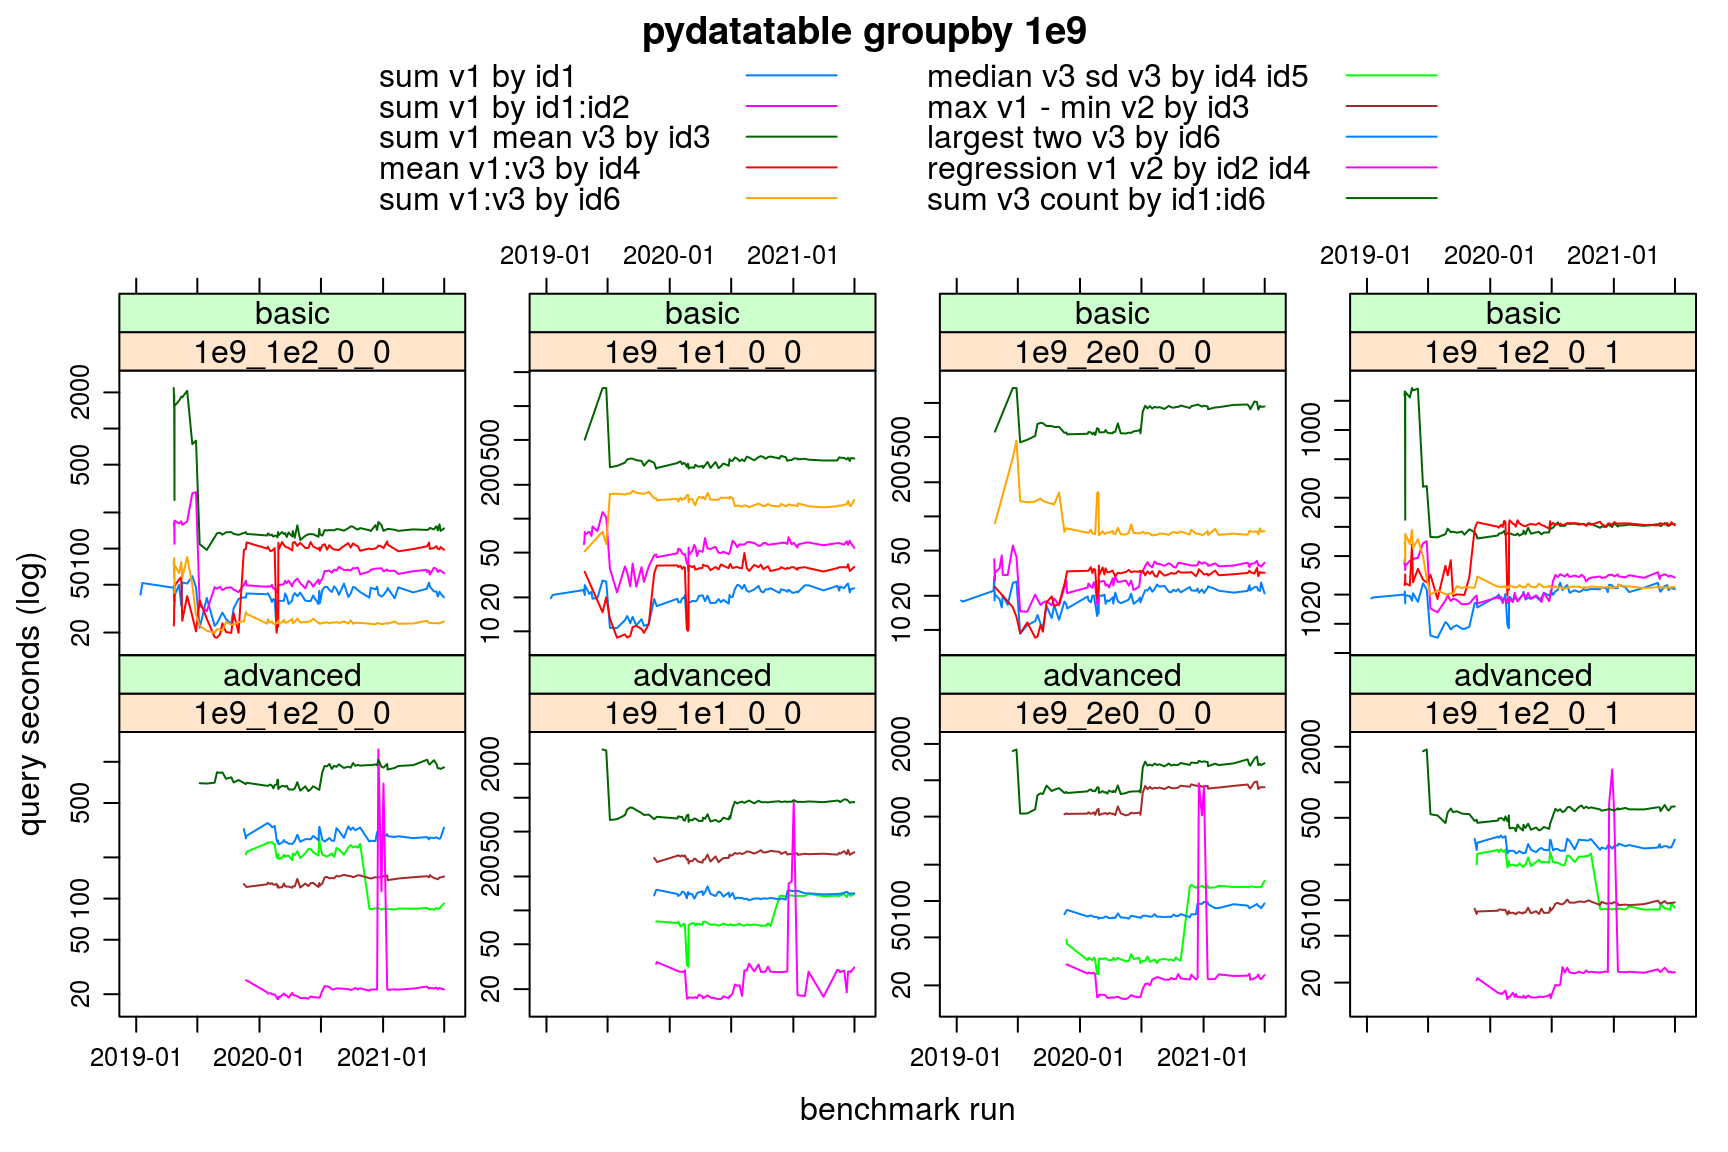 pydatatable groupby 1e9
sum v1 by id1
sum v1 by id1:id2
sum v1 mean v3 by id3
mean v1:v3 by id4
sum v1:v3 by id6
median v3 sd v3 by id4 id5
max v1 - min v2 by id3
largest two v3 by id6
regression v1 v2 by id2 id4
sum v3 count by id1:id6
2019-01 2020-01 2021-01
2019-01 2020-01 2021-01
basic
basic
basic
basic
1e9_1e2_0_0
1e9_1e1_0_0
1e9_2e0_0_0
1e9_1e2_0_1
2000
500
100
50
20
500
200
50
20
10
500
200
50
20
10
1000
200
50
20
10
advanced
advanced
advanced
advanced
1e9_1e2_0_0
1e9_1e1_0_0
1e9_2e0_0_0
1e9_1e2_0_1
500
100
50
20
2000
500
200
50
20
2000
500
100
50
20
2000
500
100
50
20
2019-01 2020-01 2021-01
2019-01 2020-01 2021-01
query seconds (log)
benchmark run